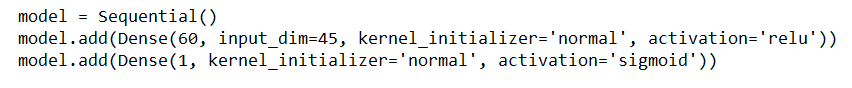 model = Sequential()
model.add(Dense(60, input_dim=45, kernel_initializer='normal', activation='relu'))
model.add(Dense(1, kernel_initializer='normal', activation='sigmoid'))